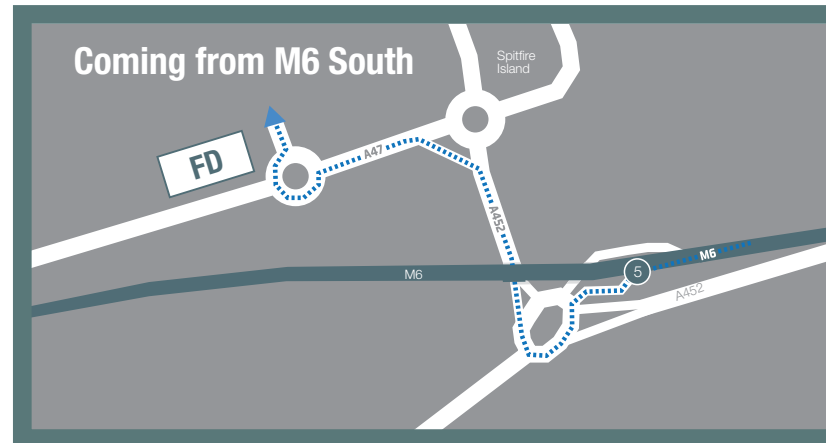 Coming from M6 South
Spitfire
Island
FD
A47
A452
M6
5
M6
A452